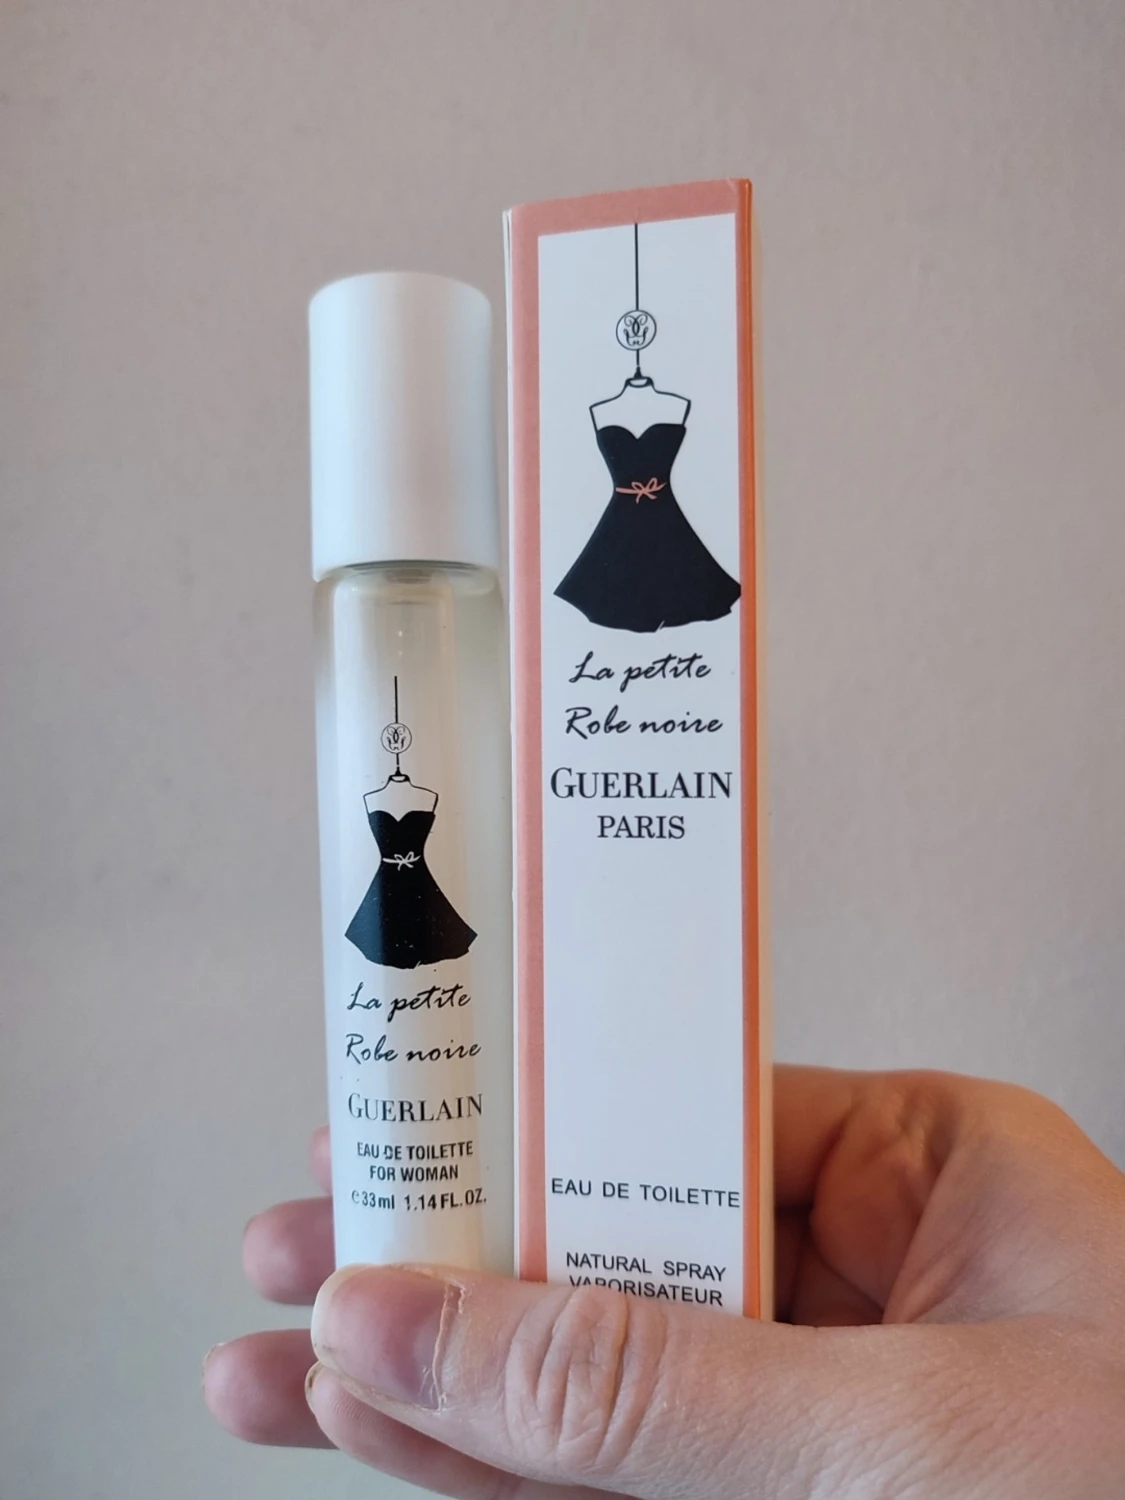 La petite
Robe noire
GUERLAIN
EAU DE TOILETTE
FOR WOMAN
e33ml 1.14 FL.OZ.
La petite
Robe noire
GUERLAIN
PARIS
EAU DE TOILETTE
NATURAL SPRAY
VAPORISATEUR